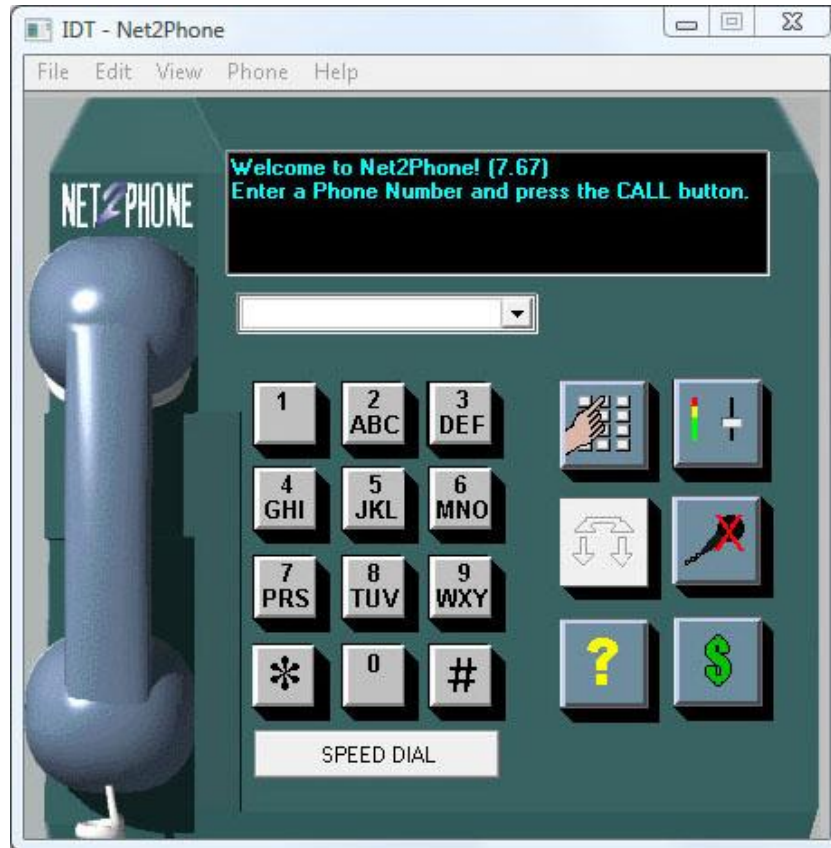 IDT - Net2Phone
File Edit View Phone Help
Welcome to Net2Phone! (7.67)
Enter a Phone Number and press the CALL button.
NET2PHONE
1
2
ABC
3
DEF
4
GHI
5
JKL
6
MNO
7
PRS
8
TUV
9
WXY
*
0
#
?
$
SPEED DIAL